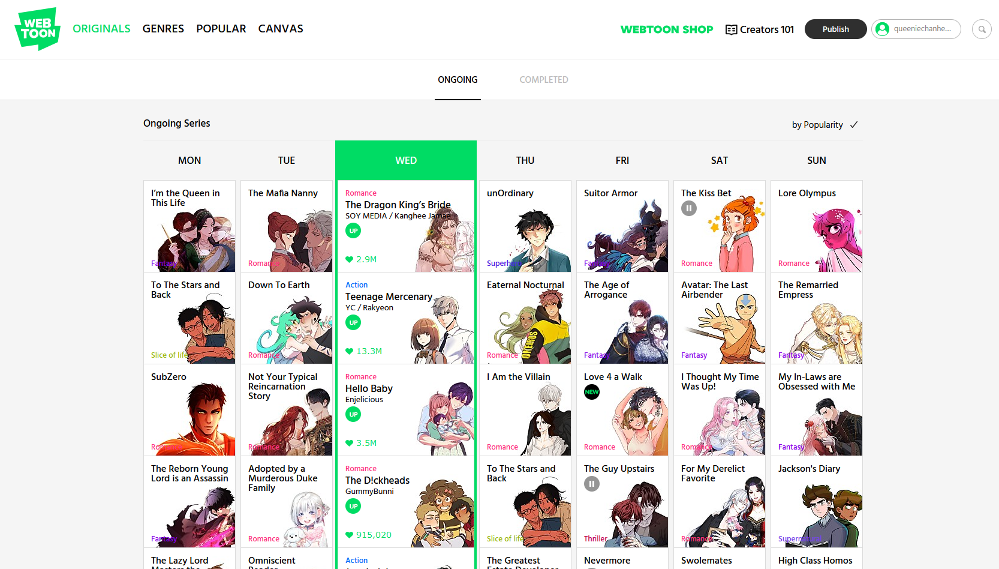 WEB
TOON
ORIGINALS
GENRES
POPULAR
CANVAS
WEBTOON SHOP
Creators 101
Publish
queeniechanhe...
ONGOING
COMPLETED
Ongoing Series
by Popularity
MON
TUE
WED
THU
FRI
SAT
SUN
I'm the Queen in
This Life
Fantasy
The Mafia Nanny
Romance
Romance
The Dragon King's Bride
SOY MEDIA / Kanghee Jamae
UP
2.9M
unOrdinary
Superhero
Suitor Armor
Fantasy
The Kiss Bet
Romance
Lore Olympus
Romance
To The Stars and
Back
Slice of life
Down To Earth
Romance
Action
Teenage Mercenary
YC / Rakyeon
UP
13.3M
Eaternal Nocturnal
Romance
The Age of
Arrogance
Fantasy
Avatar: The Last
Airbender
Fantasy
The Remarried
Empress
Fantasy
SubZero
Romance
Not Your Typical
Reincarnation
Story
Romance
Romance
Hello Baby
Enjelicious
UP
3.5M
I Am the Villain
Romance
Love 4 a Walk
NEW
Romance
I Thought My Time
Was Up!
Romance
My In-Laws are
Obsessed with Me
Fantasy
The Reborn Young
Lord is an Assassin
Fantasy
Adopted by a
Murderous Duke
Family
Romance
Romance
The D!ckheads
GummyBunni
UP
915,020
To The Stars and
Back
Slice of life
The Guy Upstairs
Thriller
For My Derelict
Favorite
Romance
Jackson's Diary
Supernatural
The Lazy Lord
Masters the
Omniscient
Reader
Action
The Greatest
Estate Developer
Nevermore
Swolemates
High Class Homos